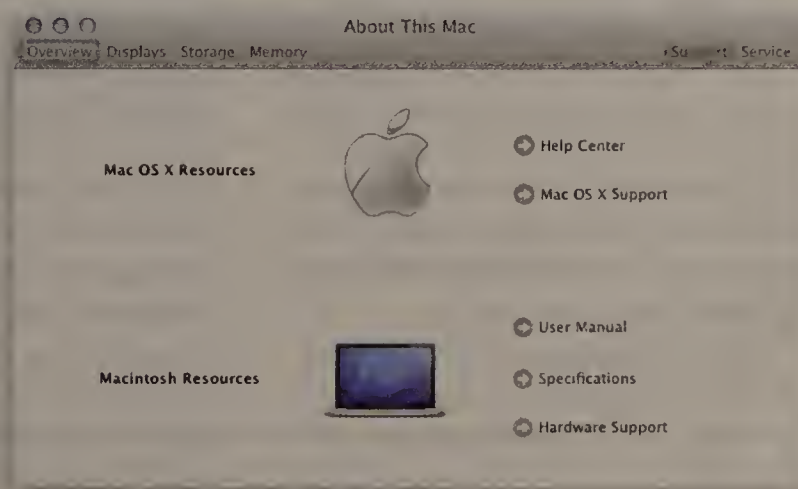 About This Mac
Overview Displays Storage Memory Service
Mac OS X Resources
Help Center
Mac OS X Support
Macintosh Resources
User Manual
Specifications
Hardware Support